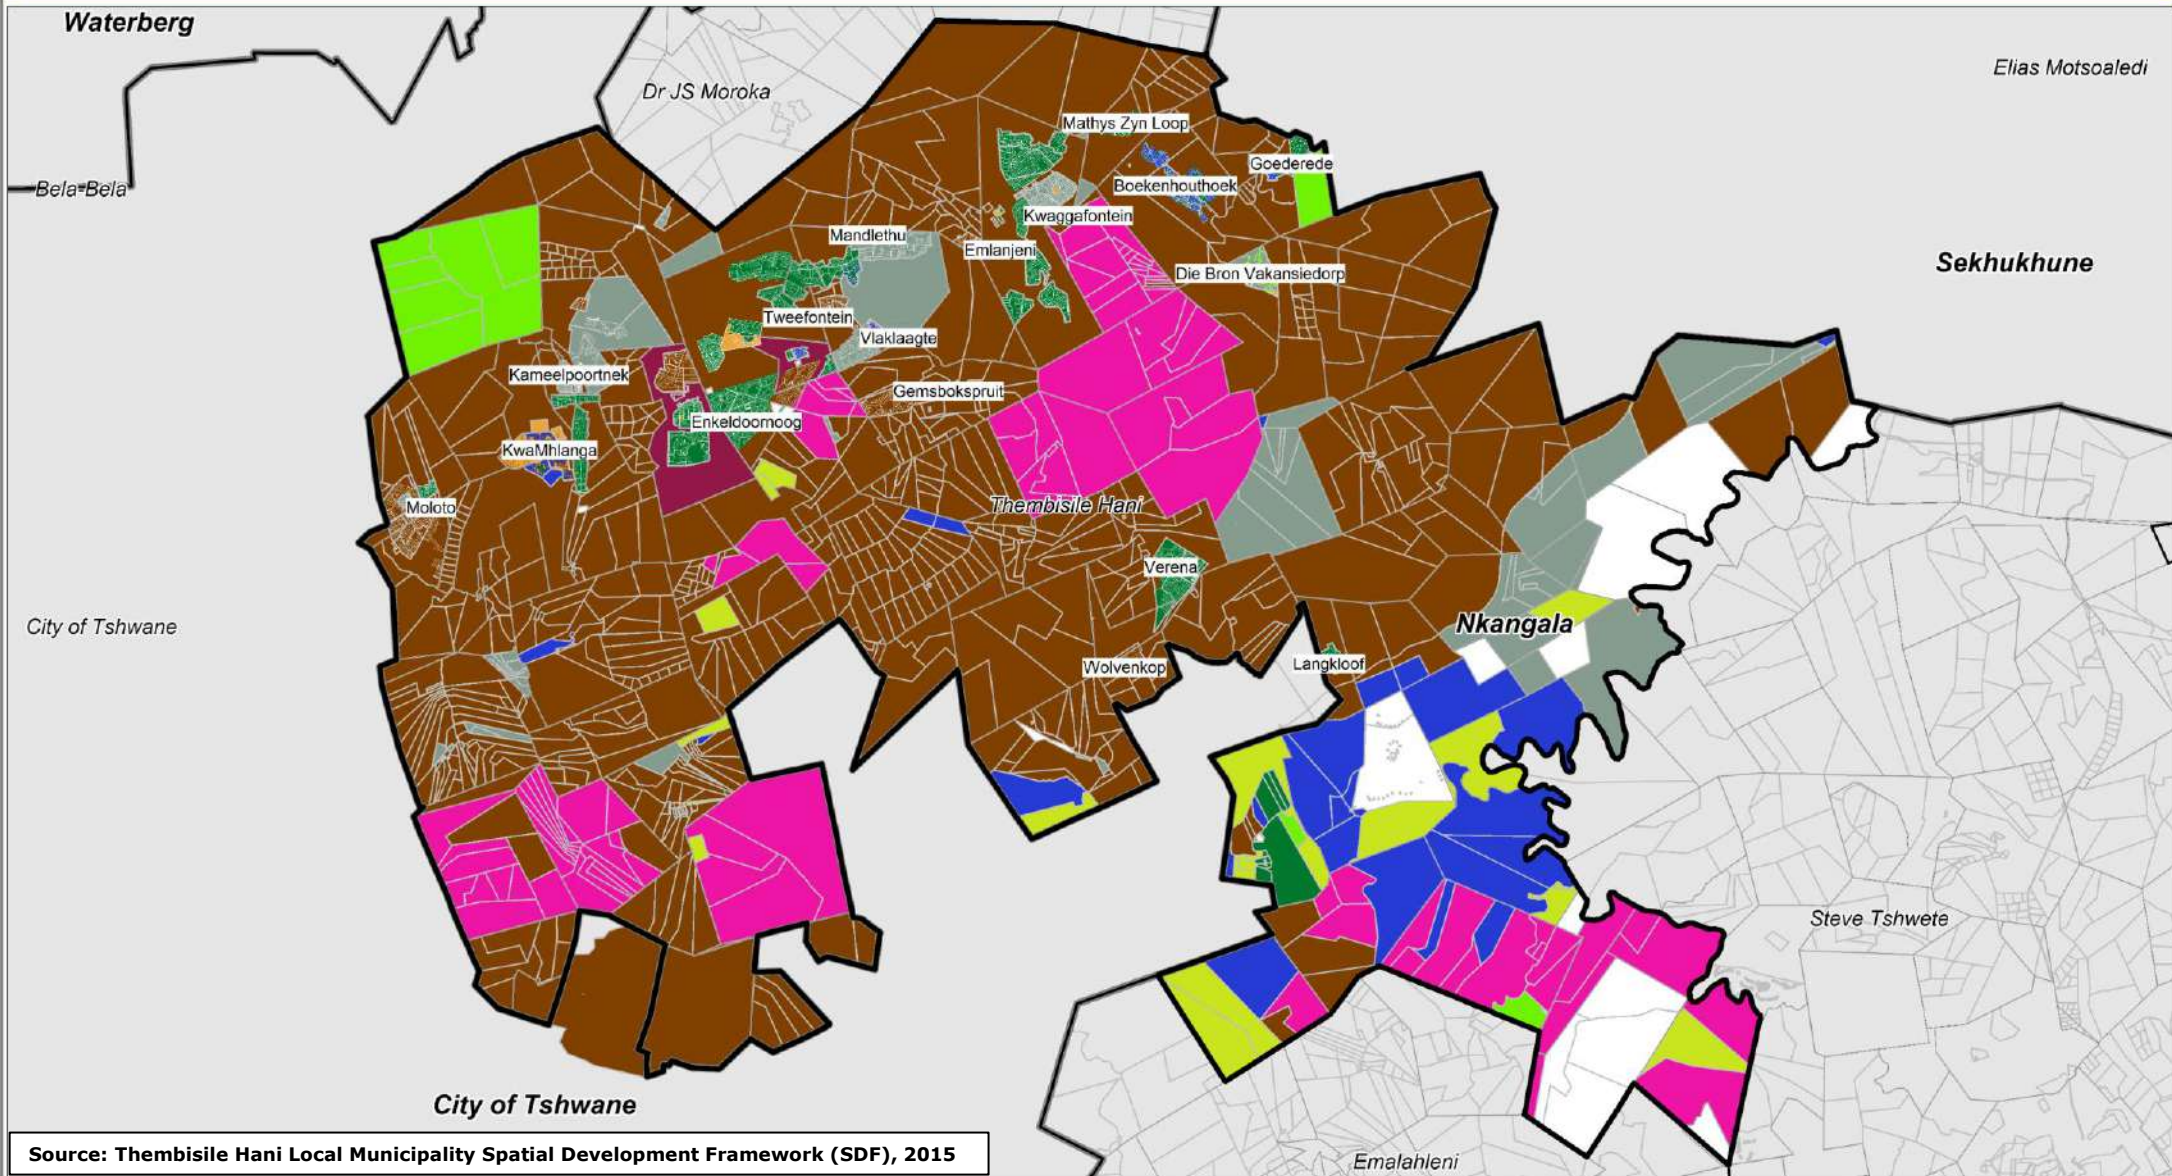 Waterberg
Elias Motsoaledi
Dr JS Moroka
Mathys Zyn Loop
Goederede
Bela-Bela
Boekenhouthoek
Kwaggafontein
Mandlethu
Emlanjeni
Sekhukhune
Die Bron Vakansiedorp
Tweefontein
Vlaklaagte
Kameelpoortnek
Gemsbokspruit
Enkeldoornoog
KwaMhlanga
Thembisile Hani
Moloto
Verena
City of Tshwane
Nkangala
Langkloof
Wolvenkop
Steve Tshwete
City of Tshwane
Source: Thembisile Hani Local Municipality Spatial Development Framework (SDF), 2015
Emalahleni